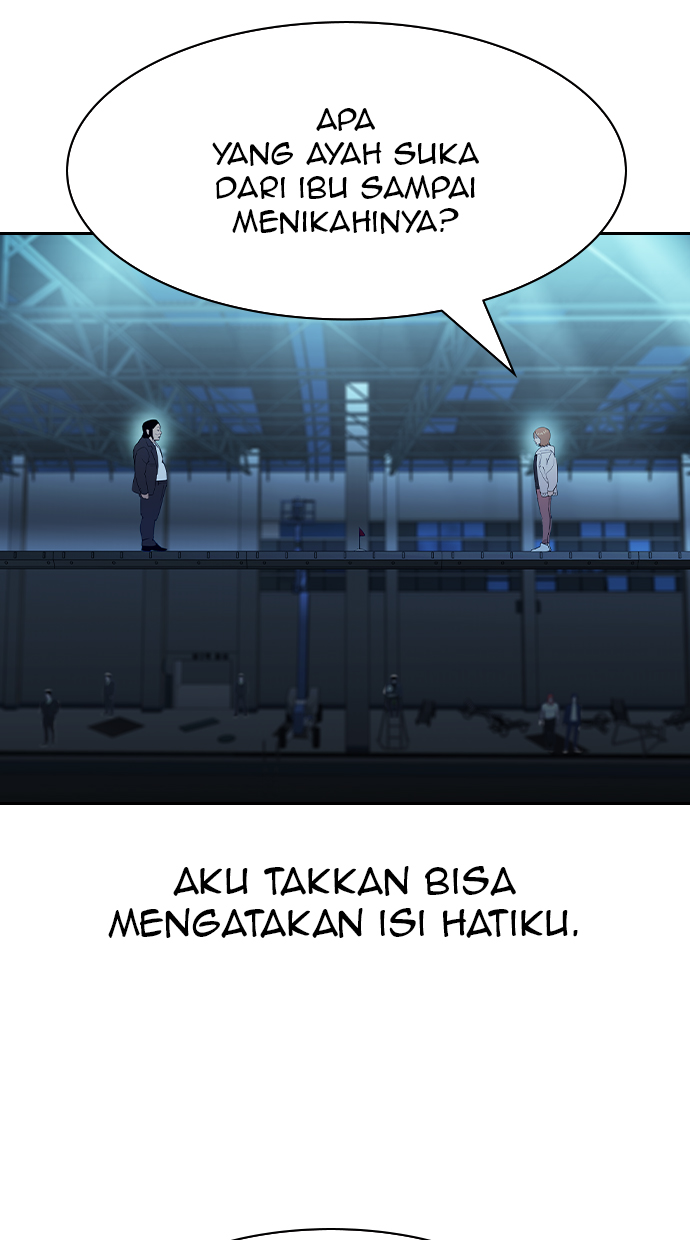 APA
YANG AYAH SUKA
DARI IBU SAMPAI
MENIKAHINYA?
AKU TAKKAN BISA
MENGATAKAN ISI HATIKU.